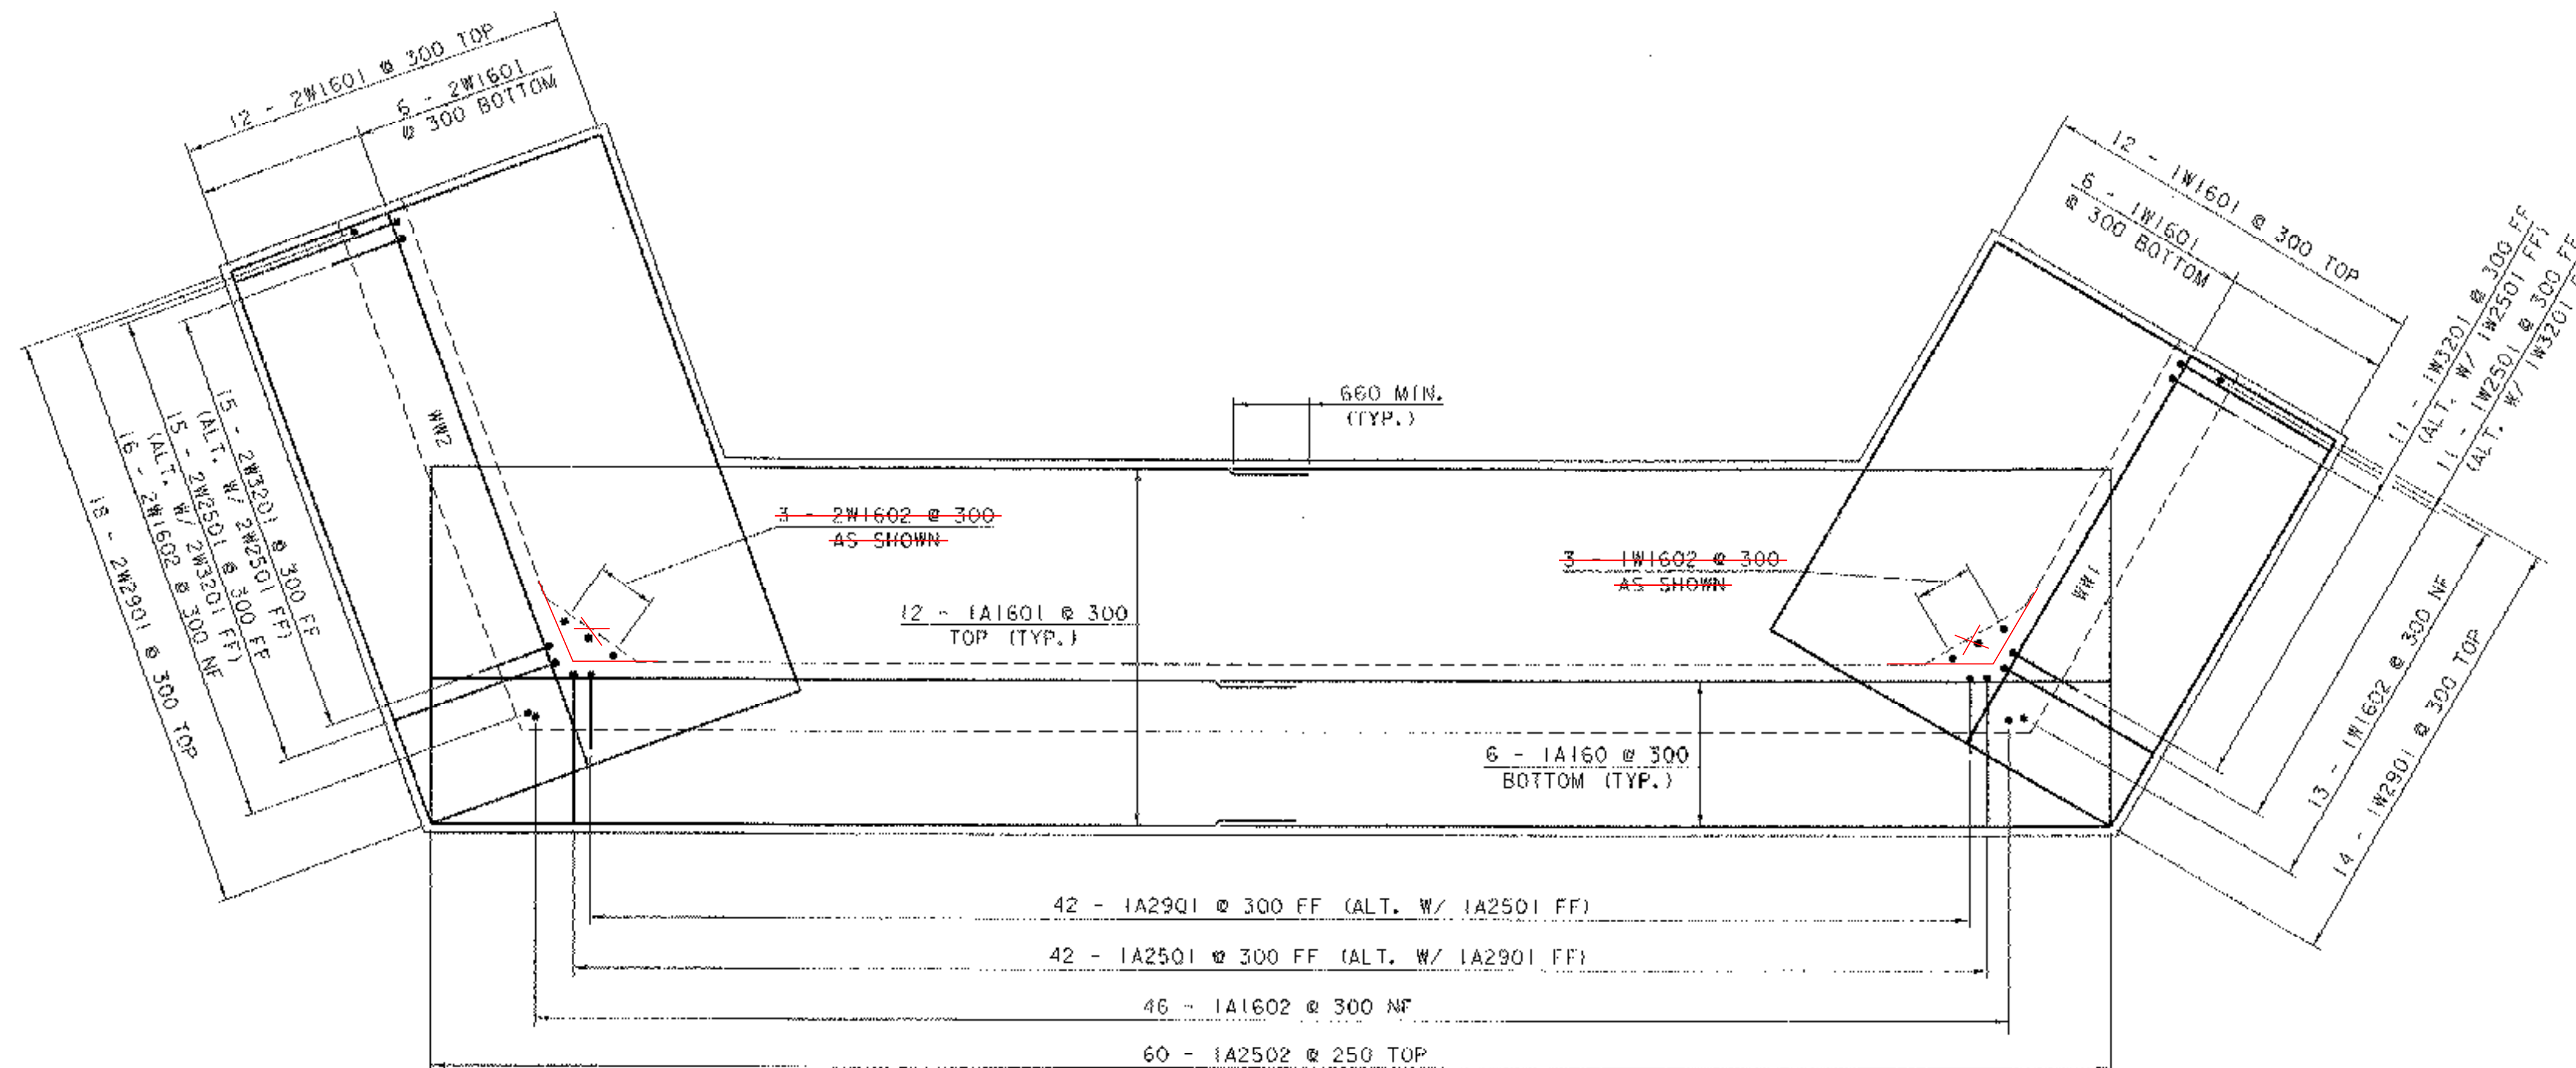 12 - 2W1601 @ 300 TOP
6 - 2W1601
@ 300 BOTTOM
12 - 1W1601 @ 300 TOP
6 - 1W1601
@ 300 BOTTOM
11 - 1W3201 @ 300 FF
(ALT. W/ 1W2501 FF)
11 - 1W2501 @ 300 FF
(ALT. W/ 1W3201
660 MIN.
(TYP.)
WW2
WW1
15 - 2W3201 @ 300 FF
(ALT. W/ 2W2501 FF)
15 - 2W2501 @ 300 FF
(ALT. W/ 2W3201 FF)
16 - 2W1602 @ 300 NF
18 - 2W2901 @ 300 TOP
3 - 2W1602 @ 300
AS SHOWN
3 - 1W1602 @ 300
AS SHOWN
12 - 1A1601 @ 300
TOP (TYP.)
6 - 1A160 @ 300
BOTTOM (TYP.)
13 - 1W1602 @ 300 NF
14 - 1W2901 @ 300 TOP
42 - 1A2901 @ 300 FF (ALT. W/ 1A2501 FF)
42 - 1A2501 @ 300 FF (ALT. W/ 1A2901 FF)
46 - 1A1602 @ 300 NF
60 - 1A2502 @ 250 TOP